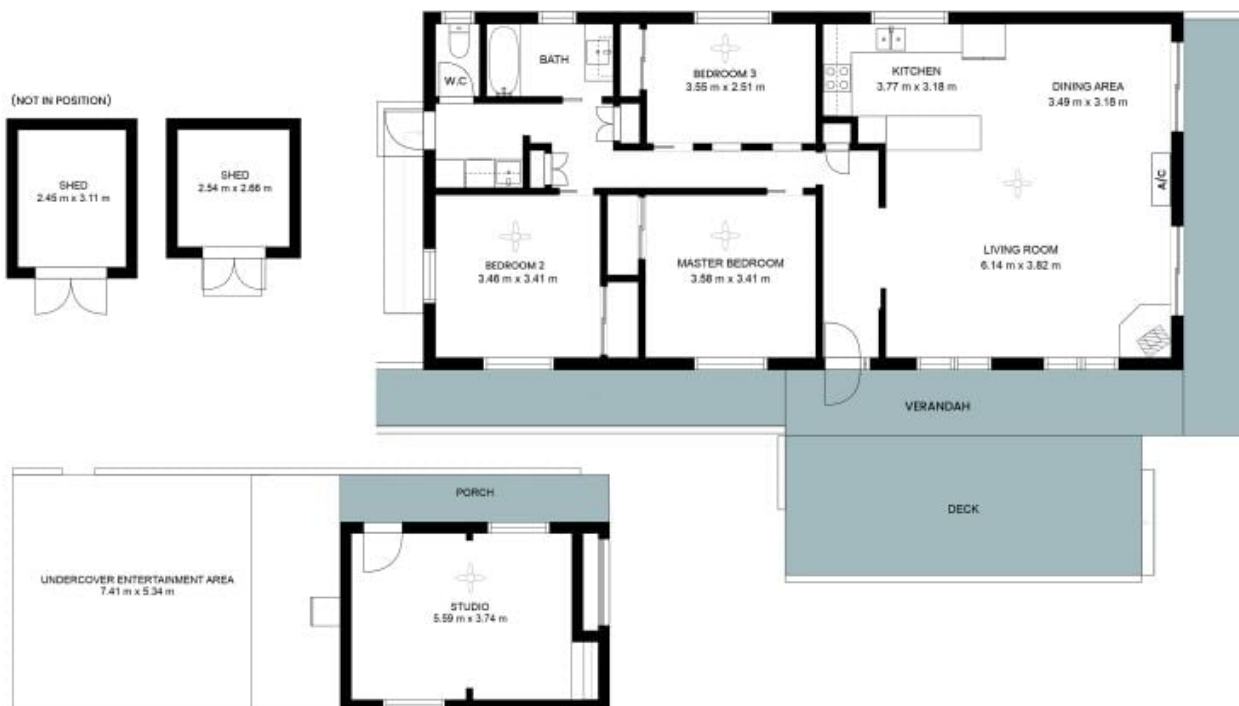 (NOT IN POSITION)
SHED
2.45 m x 3.11 m
SHED
2.54 m x 2.66 m
W.C
BATH
BEDROOM 3
3.55 m x 2.51 m
KITCHEN
3.77 m x 3.18 m
DINING AREA
3.49 m x 3.18 m
A/C
BEDROOM 2
3.46 m x 3.41 m
MASTER BEDROOM
3.58 m x 3.41 m
LIVING ROOM
6.14 m x 3.82 m
VERANDAH
DECK
PORCH
UNDERCOVER ENTERTAINMENT AREA
7.41 m x 5.34 m
STUDIO
5.59 m x 3.74 m